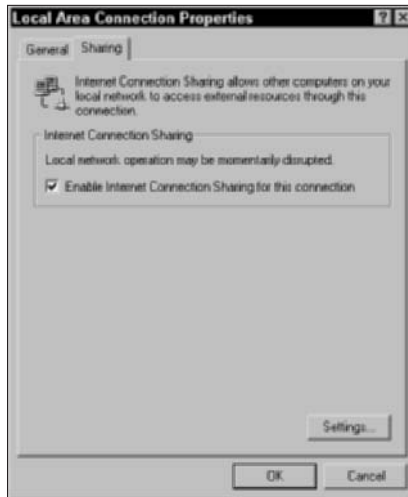 Local Area Connection Properties
General Sharing
Internet Connection Sharing allows other computers on your
local network to access external resources through this
connection.
Internet Connection Sharing
Local network operation may be momentarily disrupted.
Enable Internet Connection Sharing for this connection
Settings...
OK Cancel